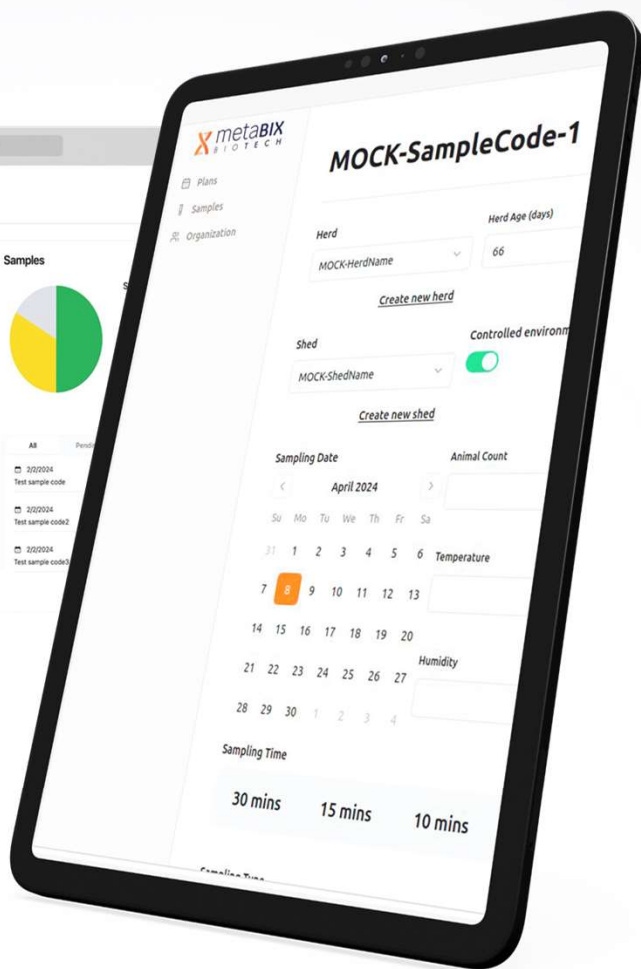 Samples
All Pendin
2/2/2024
Test sample code
2/2/2024
Test sample code2
2/2/2024
Test sample code3
metaBIX
BIOTECH
Plans
Samples
Organization
MOCK-SampleCode-1
Herd
Herd Age (days)
MOCK-HerdName
66
Create new herd
Shed
Controlled environm
MOCK-ShedName
Create new shed
Sampling Date
Animal Count
April 2024
Su Mo Tu We Th Fr Sa
31 1 2 3 4 5 6
Temperature
7 8 9 10 11 12 13
14 15 16 17 18 19 20
Humidity
21 22 23 24 25 26 27
28 29 30 1 2 3 4
Sampling Time
30 mins 15 mins 10 mins
Sampling Type